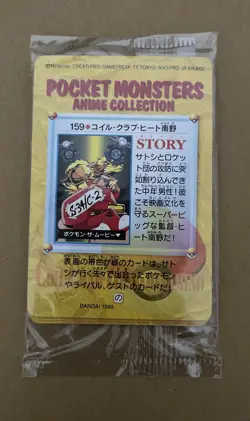 ©Nintendo・CREATURES・GAMEFREAK・TV TOKYO・SHO-PRO・JR KIKAKU
POCKET MONSTERS
ANIME COLLECTION
159◆コイル・クラブ・ヒート南野
STORY
サトシとロケッ
ト団の攻防に突
如割り込んでき
た中年男性!彼
こそ映画文化を
守るスーパービ
ッグな監督・ヒ
ート南野だ!
S34/C-2
ポケモン・ザ・ムービー♥
表面の帯色が緑のカードは、サト
シが行く先々で出会ったポケモン
やライバル、ゲストのカードだ!
BANDAI 1998
の